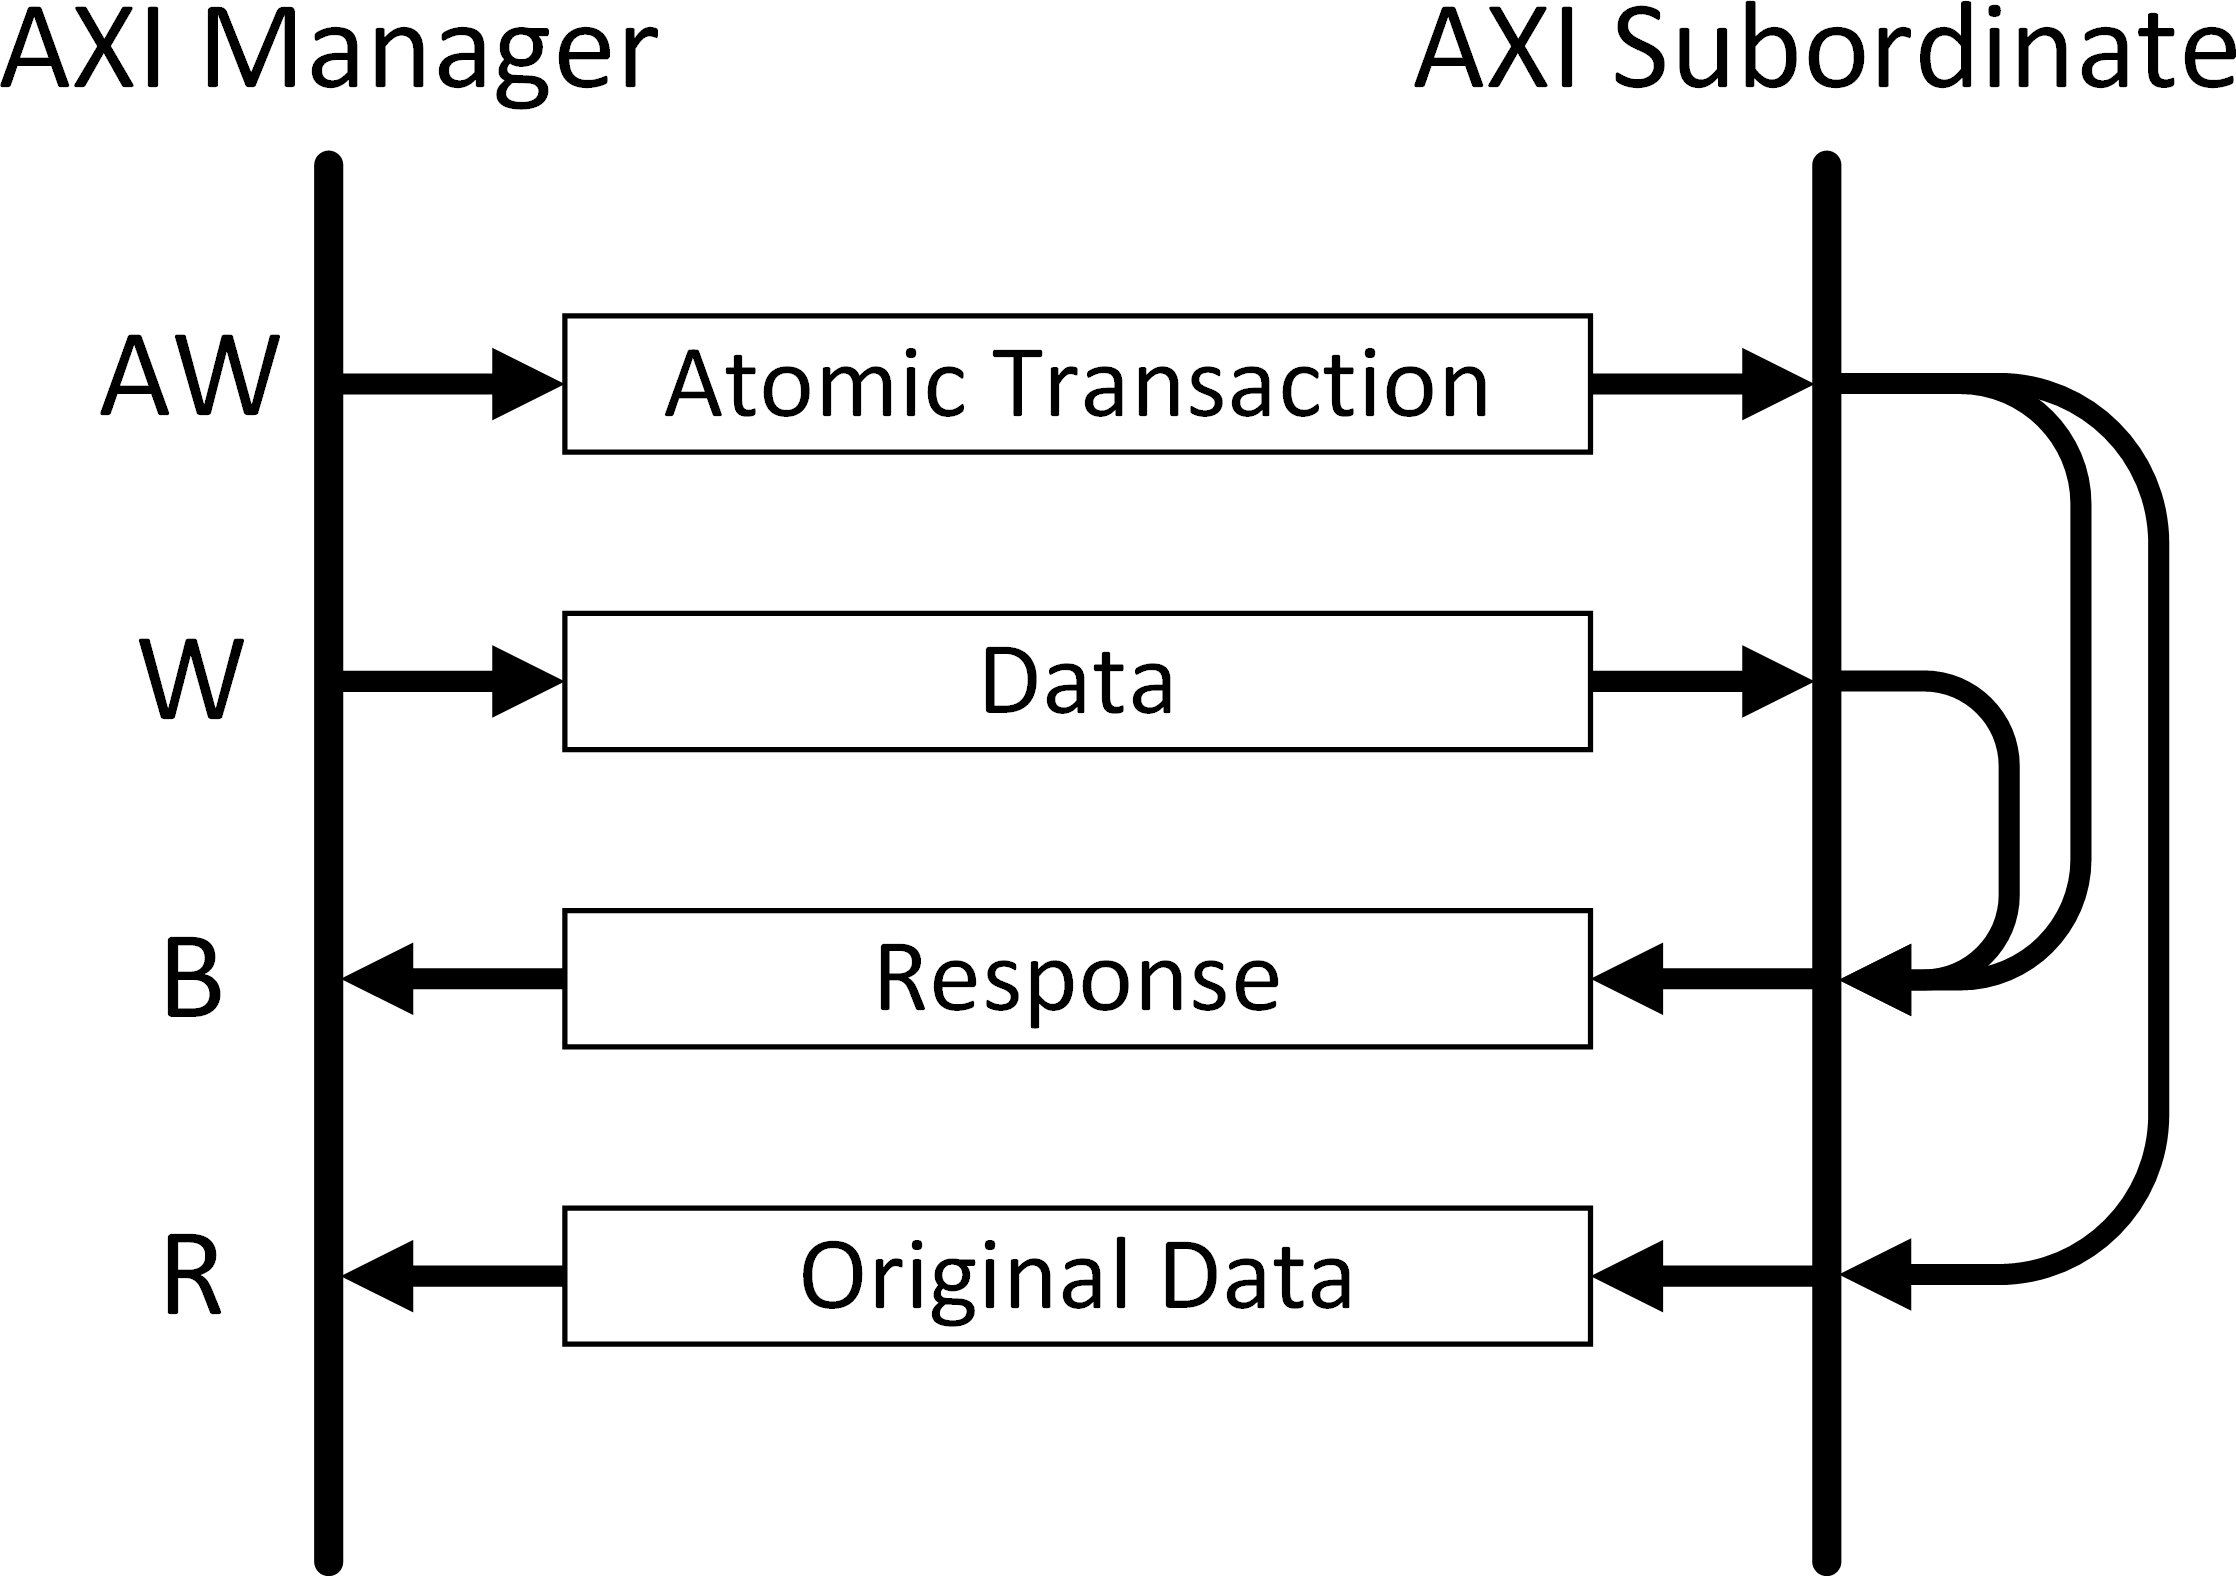 AXI Manager
AXI Subordinate
AW
Atomic Transaction
W
Data
B
Response
R
Original Data